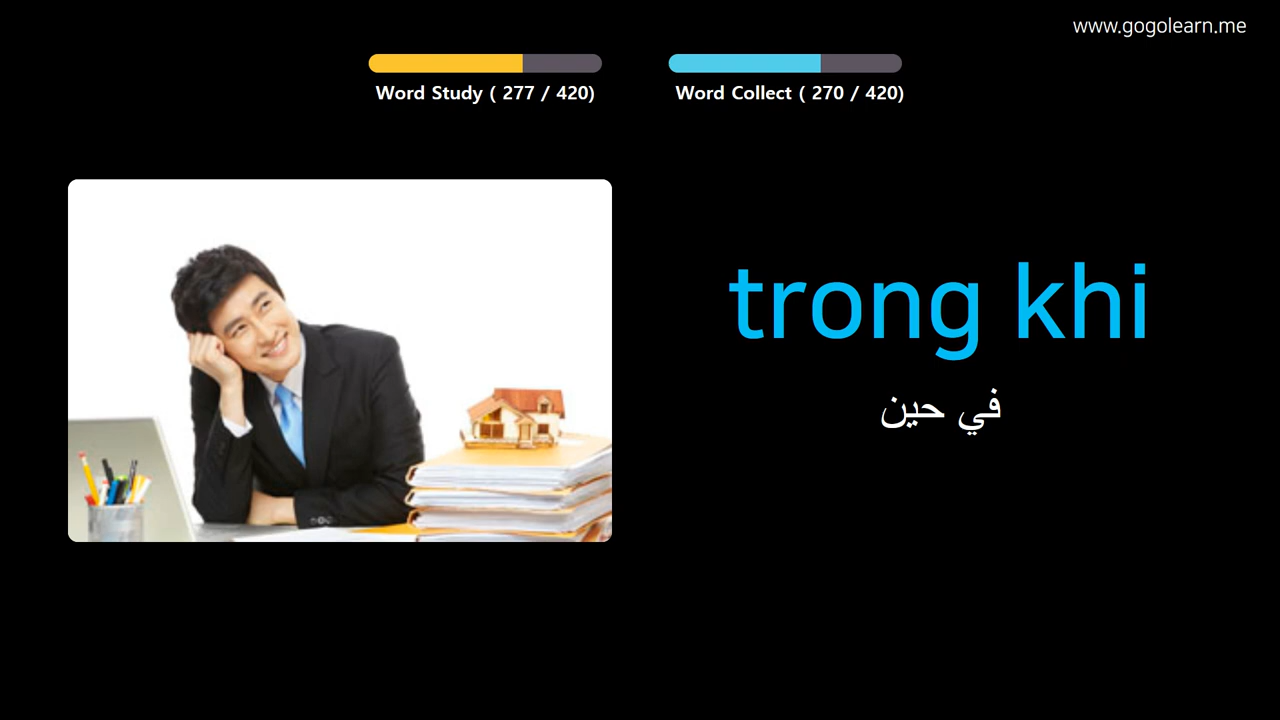 www.gogolearn.me
Word Study ( 277 / 420)
Word Collect ( 270 / 420)
trong khi
في حين